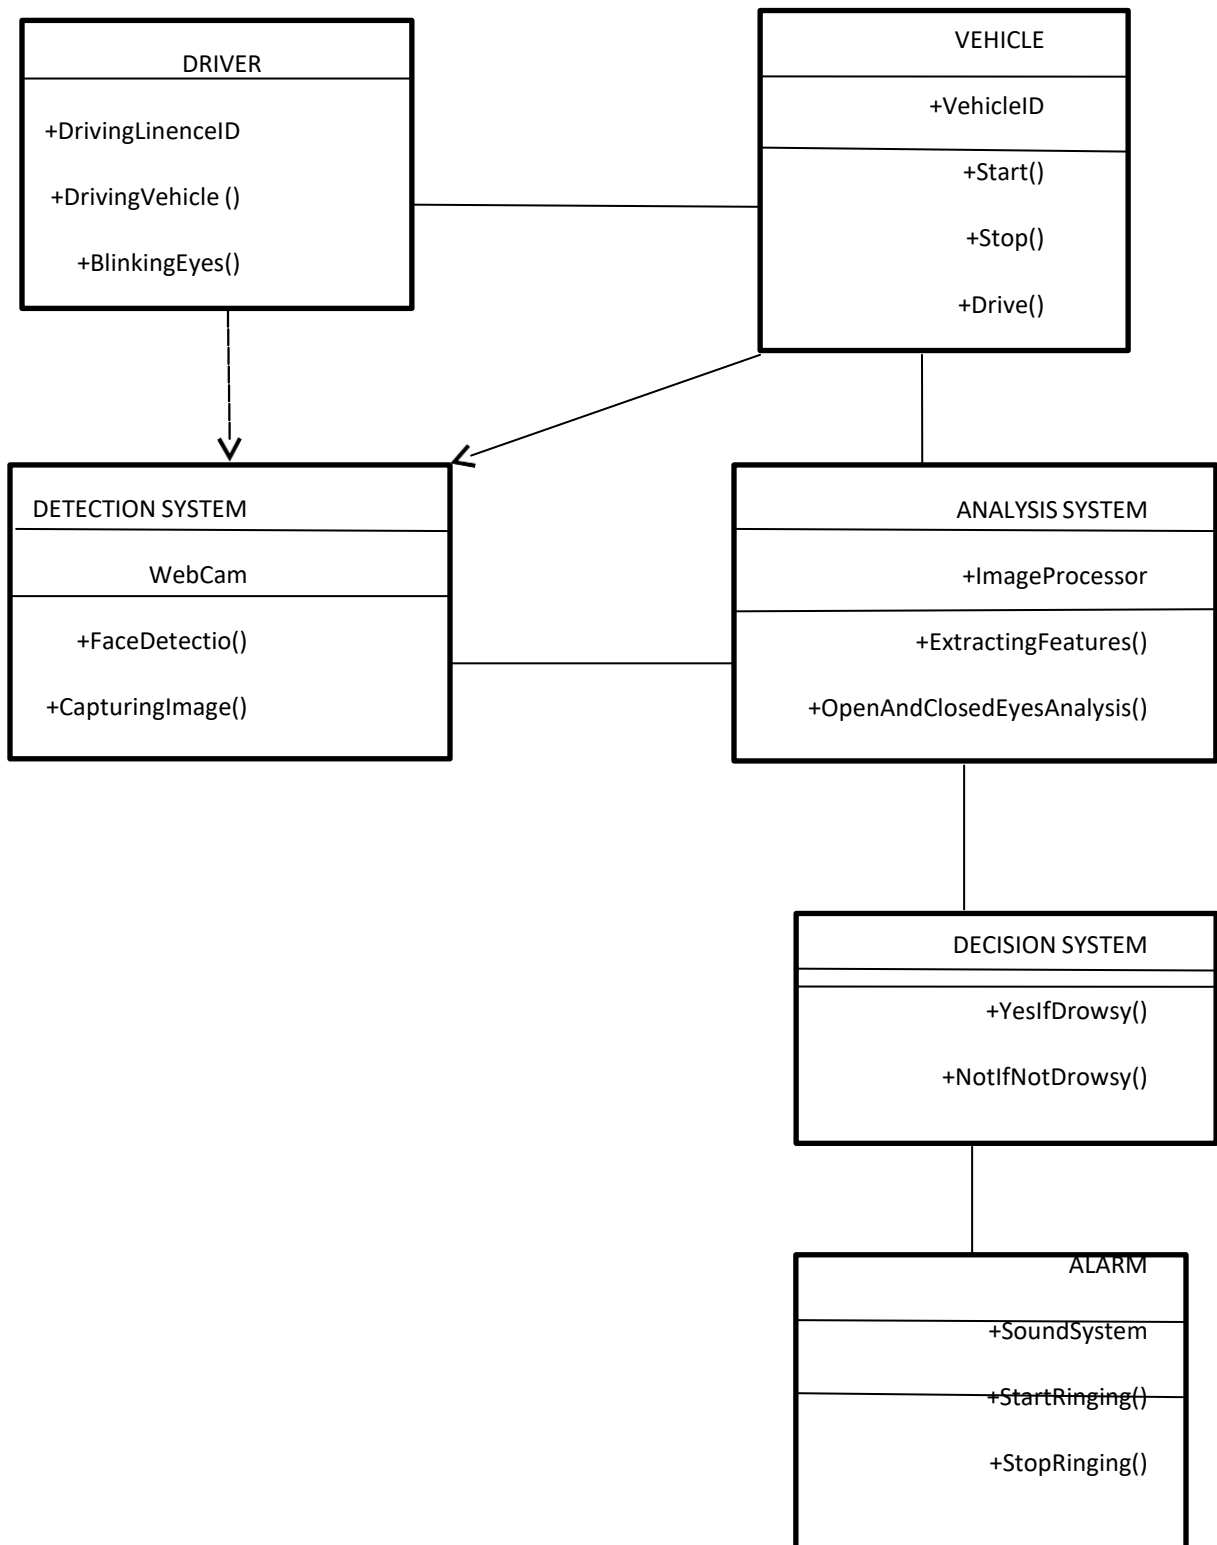 DRIVER
+DrivingLinenceID
+DrivingVehicle ()
+BlinkingEyes()
VEHICLE
+VehicleID
+Start()
+Stop()
+Drive()
DETECTION SYSTEM
WebCam
+FaceDetectio()
+CapturingImage()
ANALYSIS SYSTEM
+ImageProcessor
+ExtractingFeatures()
+OpenAndClosedEyesAnalysis()
DECISION SYSTEM
+YesIfDrowsy()
+NotIfNotDrowsy()
ALARM
+SoundSystem
+StartRinging()
+StopRinging()